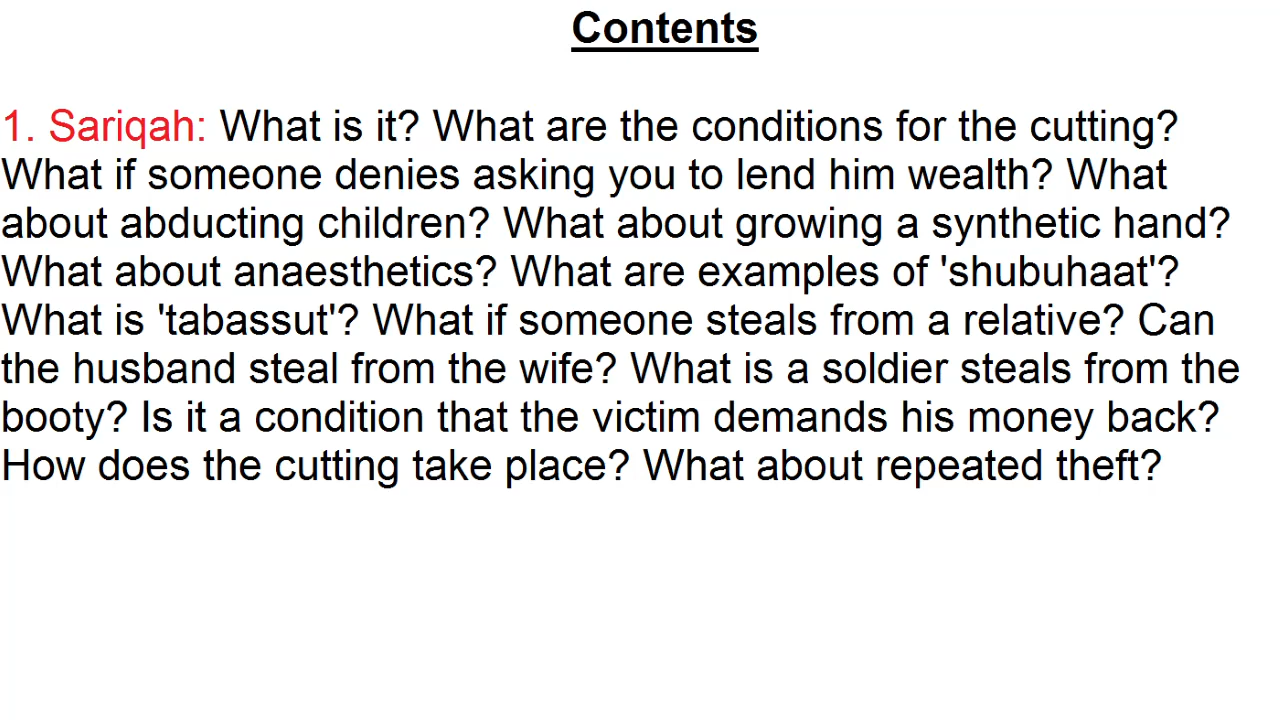 Contents
1. Sariqah: What is it? What are the conditions for the cutting?
What if someone denies asking you to lend him wealth? What
about abducting children? What about growing a synthetic hand?
What about anaesthetics? What are examples of 'shubuhaat'?
What is 'tabassut'? What if someone steals from a relative? Can
the husband steal from the wife? What is a soldier steals from the
booty? Is it a condition that the victim demands his money back?
How does the cutting take place? What about repeated theft?